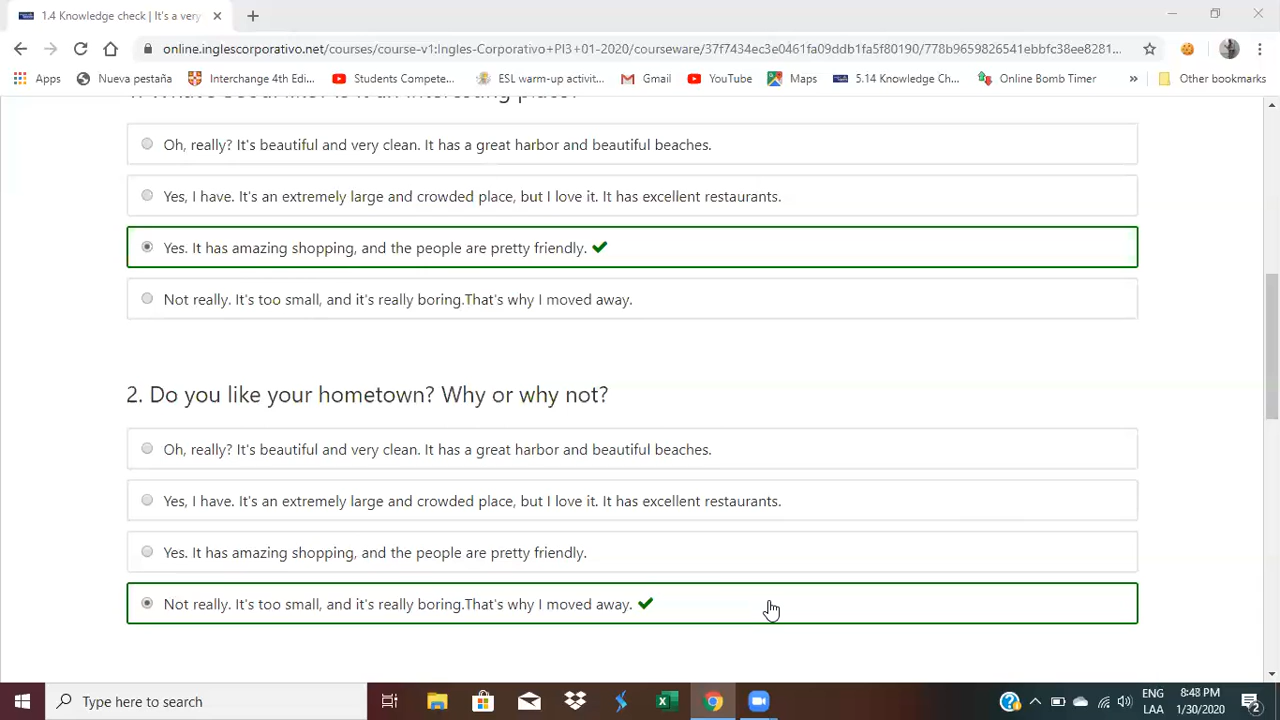 1.4 Knowledge check | It's a very
online.inglescorporativo.net/courses/course-v1:Ingles-Corporativo+PI3+01-2020/courseware/37f7434ec3e0461fa09ddb1fa5f80190/778b9659826541ebbfc38ee8281...
Apps Nueva pestaña Interchange 4th Edi... Students Compete... ESL warm-up activit... Gmail YouTube Maps 5.14 Knowledge Ch... Online Bomb Timer » Other bookmarks
Oh, really? It's beautiful and very clean. It has a great harbor and beautiful beaches.
Yes, I have. It's an extremely large and crowded place, but I love it. It has excellent restaurants.
Yes. It has amazing shopping, and the people are pretty friendly.
Not really. It's too small, and it's really boring.That's why I moved away.
2. Do you like your hometown? Why or why not?
Oh, really? It's beautiful and very clean. It has a great harbor and beautiful beaches.
Yes, I have. It's an extremely large and crowded place, but I love it. It has excellent restaurants.
Yes. It has amazing shopping, and the people are pretty friendly.
Not really. It's too small, and it's really boring.That's why I moved away.
Type here to search
ENG 8:48 PM
LAA 1/30/2020 2